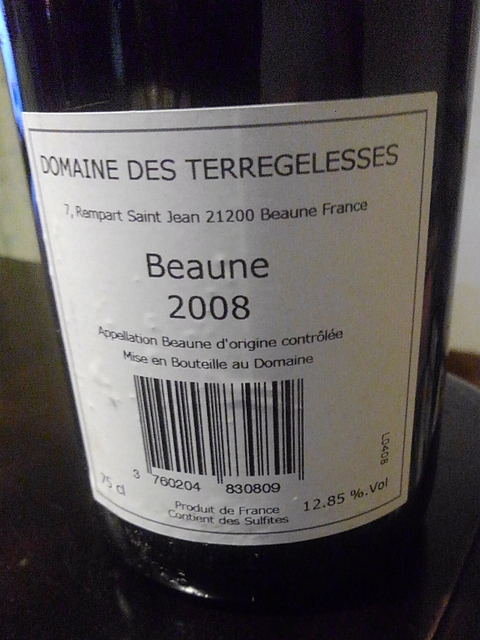 DOMAINE DES TERREGELESSES
7, Rempart Saint Jean 21200 Beaune France
Beaune
2008
Appellation Beaune d'origine contrôlée
Mise en Bouteille au Domaine
L0408
3 760204 830809
75 cl
Produit de France
12.85 %.Vol
Contient des Sulfites